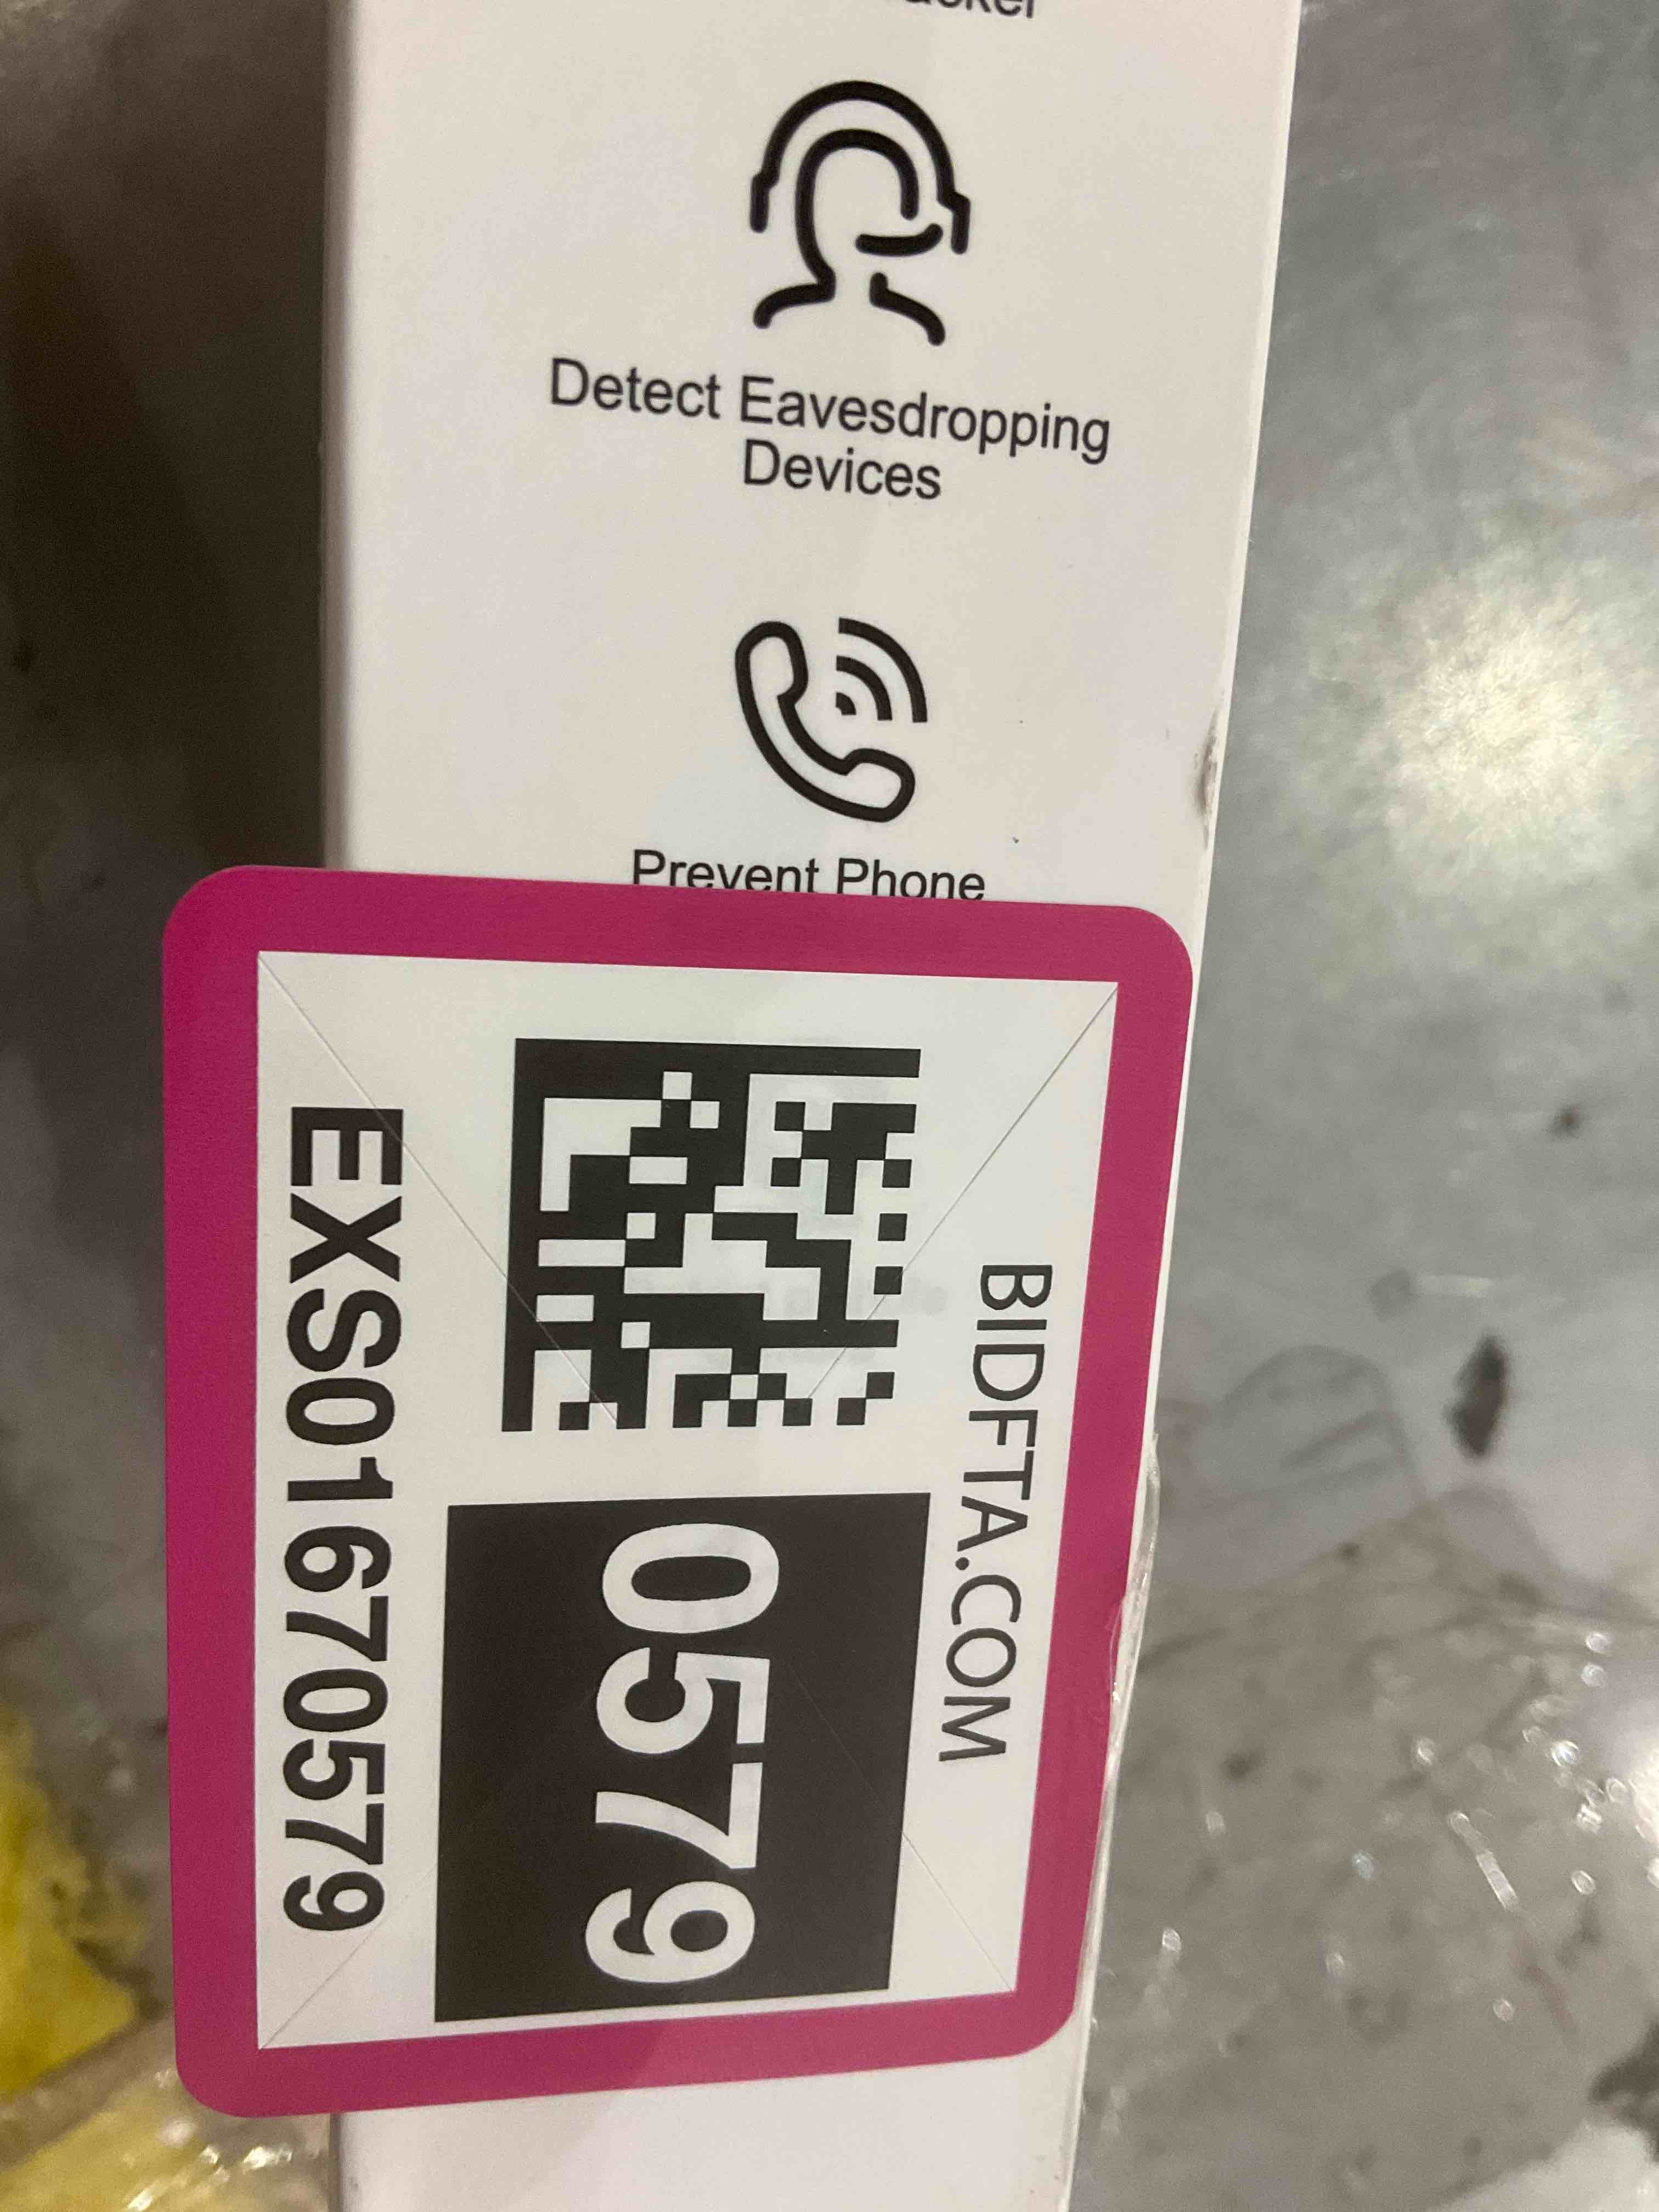 Detect Eavesdropping
Devices
Prevent Phone
BIDFTA.COM
0579
EXS01670579